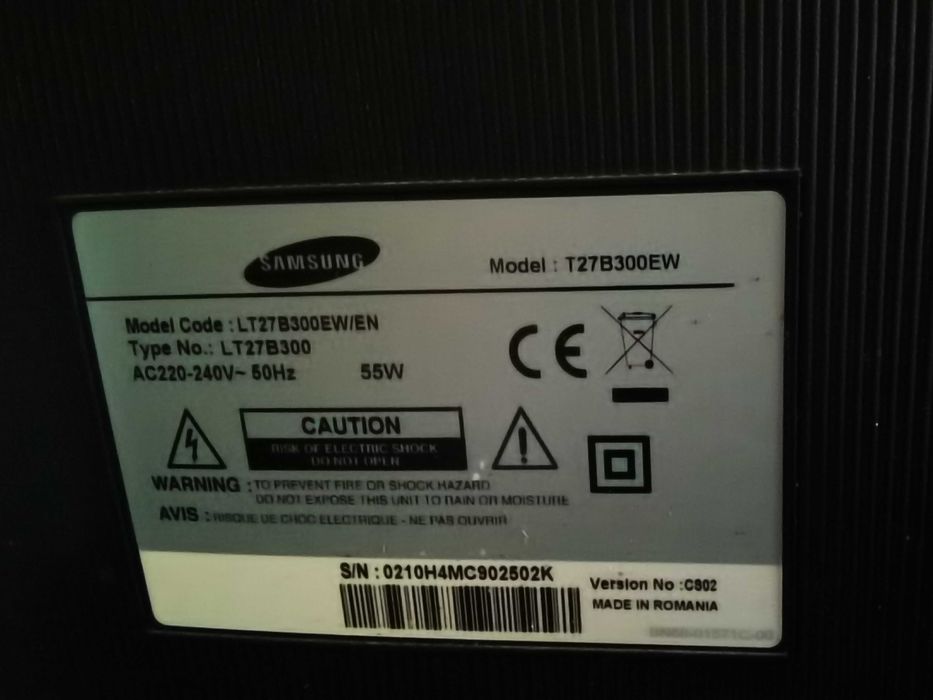 SAMSUNG
Model : T27B300EW
Model Code : LT27B300EW/EN
Type No.: LT27B300
AC220-240V~ 50Hz 55W
CE
CAUTION
RISK OF ELECTRIC SHOCK
DO NOT OPEN
WARNING : TO PREVENT FIRE OR SHOCK HAZARD
DO NOT EXPOSE THIS UNIT TO RAIN OR MOISTURE
AVIS : RISQUE DE CHOC ELECTRIQUE - NE PAS OUVRIR
S/N : 0210H4MC902502K
Version No :CS02
MADE IN ROMANIA